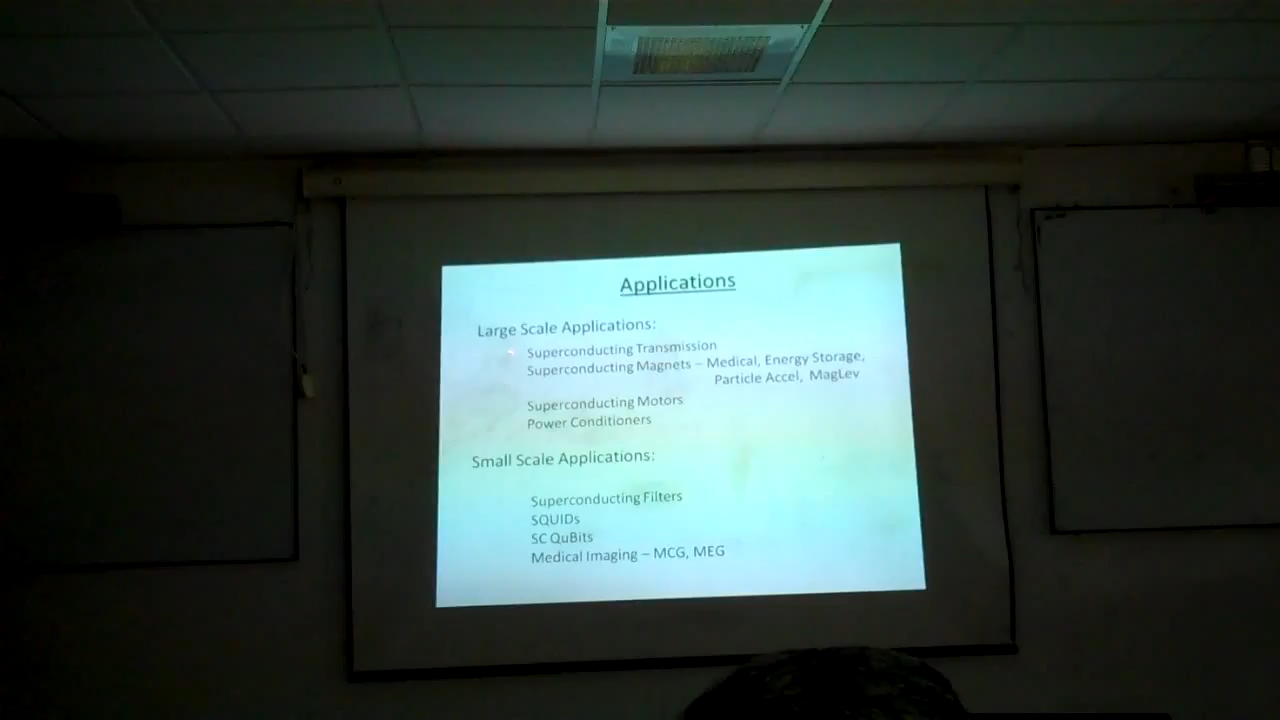 Applications
Large Scale Applications:
Superconducting Transmission
Superconducting Magnets – Medical, Energy Storage,
Particle Accel, MagLev
Superconducting Motors
Power Conditioners
Small Scale Applications:
Superconducting Filters
SQUIDs
SC QuBits
Medical Imaging – MCG, MEG